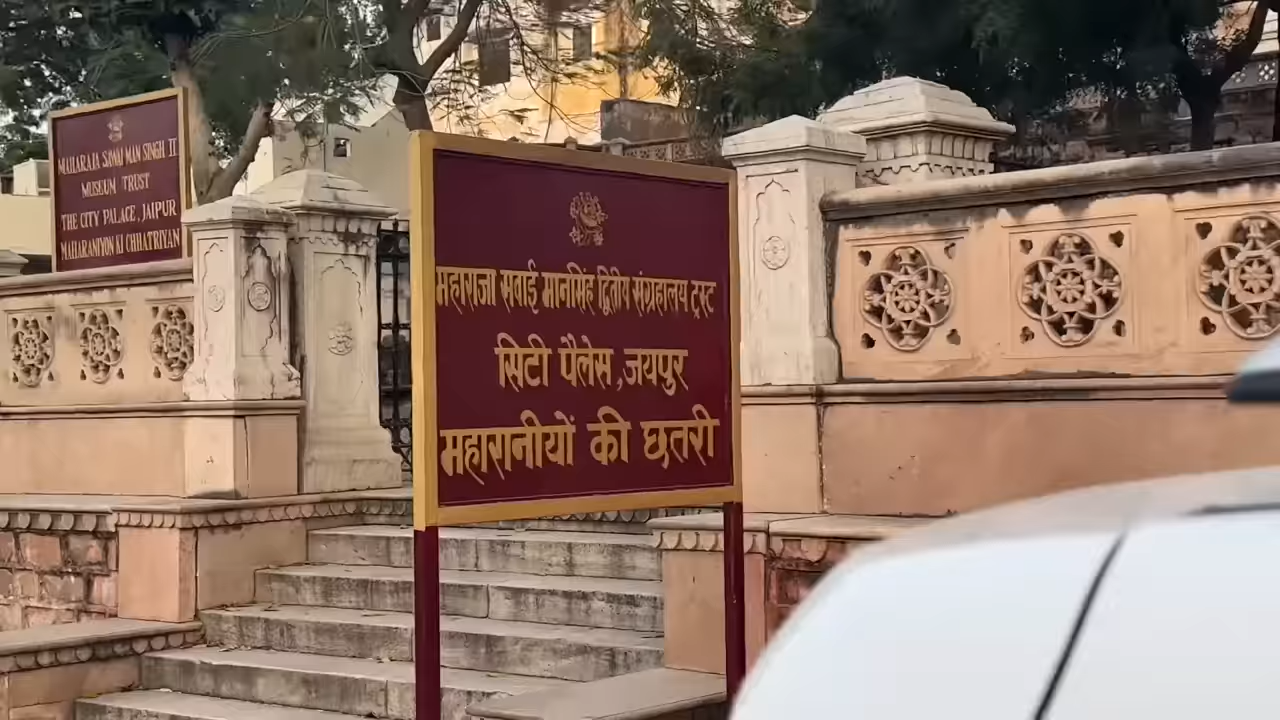 MAHARAJA SAWAI MAN SINGH II
MUSEUM TRUST
THE CITY PALACE, JAIPUR
MAHARANIYON KI CHHATRIYAN
महाराजा सवाई मानसिंह द्वितीय संग्रहालय ट्रस्ट
सिटी पैलेस, जयपुर
महारानीयों की छतरी